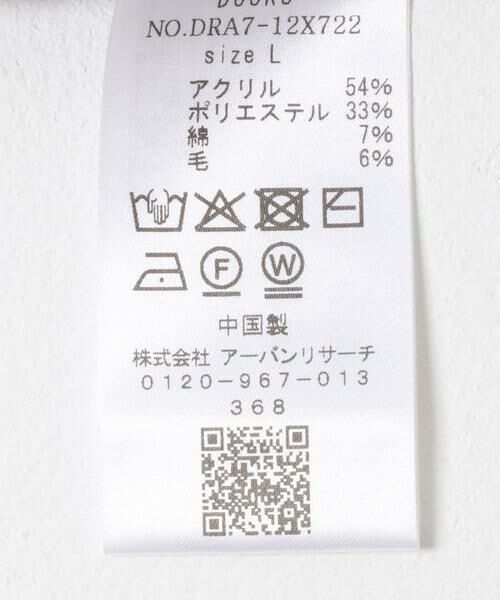 DOORS
NO.DRA7-12X722
size L
アクリル 54%
ポリエステル 33%
綿 7%
毛 6%
F W
中国製
株式会社 アーバンリサーチ
0120-967-013
368